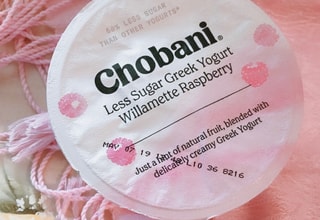 50% LESS SUGAR
THAN OTHER YOGURTS*
Chobani®
Less Sugar Greek Yogurt
Willamette Raspberry
MAY 07 19
L10 36 8216
Just a hint of natural fruit, blended with
delicately creamy Greek Yogurt